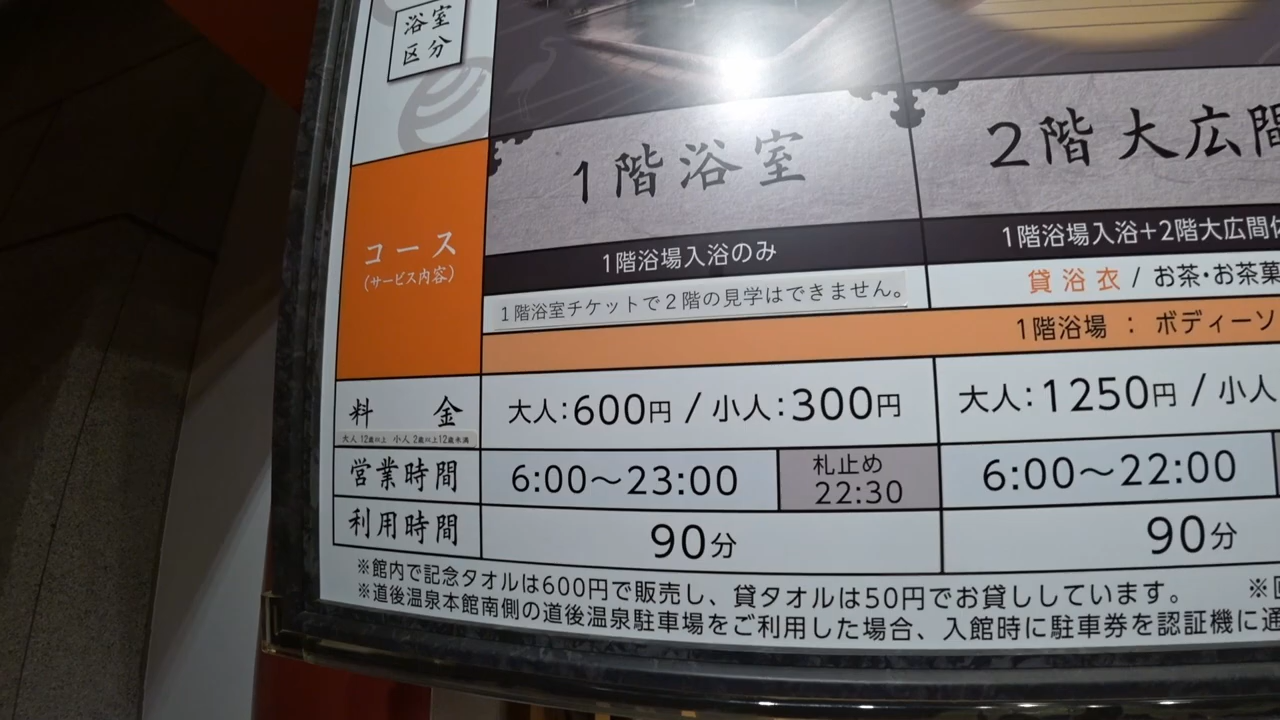 浴室
区分
1階浴室
2階大広間
コース
(サービス内容)
1階浴場入浴のみ
1階浴場入浴+2階大広間
1階浴室チケットで2階の見学はできません。
貸浴衣 / お茶・お茶菓
1階浴場 : ボディーソ
料金
大人 12歳以上 小人 2歳以上12歳未満
大人:600円 / 小人:300円
大人:1250円 / 小人
営業時間
6:00～23:00
札止め
22:30
6:00～22:00
利用時間
90分
90分
※館内で記念タオルは600円で販売し、貸タオルは50円でお貸ししています。
※道後温泉本館南側の道後温泉駐車場をご利用した場合、入館時に駐車券を認証機に通